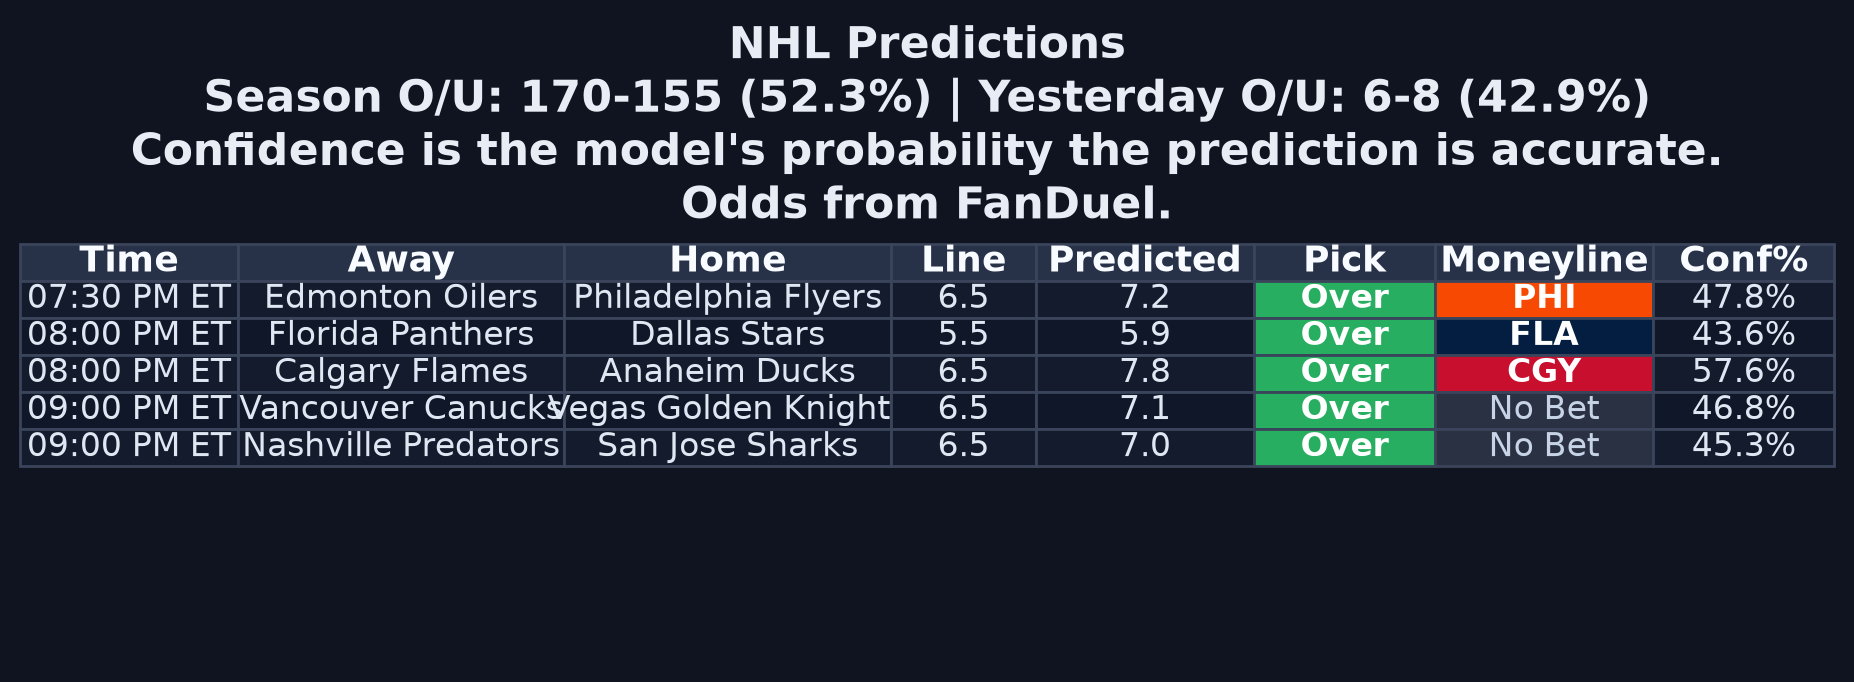 NHL Predictions
Season O/U: 170-155 (52.3%) | Yesterday O/U: 6-8 (42.9%)
Confidence is the model's probability the prediction is accurate.
Odds from FanDuel.
Time Away Home Line Predicted Pick Moneyline Conf%
07:30 PM ET Edmonton Oilers Philadelphia Flyers 6.5 7.2 Over PHI 47.8%
08:00 PM ET Florida Panthers Dallas Stars 5.5 5.9 Over FLA 43.6%
08:00 PM ET Calgary Flames Anaheim Ducks 6.5 7.8 Over CGY 57.6%
09:00 PM ET Vancouver Canucks Vegas Golden Knight 6.5 7.1 Over No Bet 46.8%
09:00 PM ET Nashville Predators San Jose Sharks 6.5 7.0 Over No Bet 45.3%